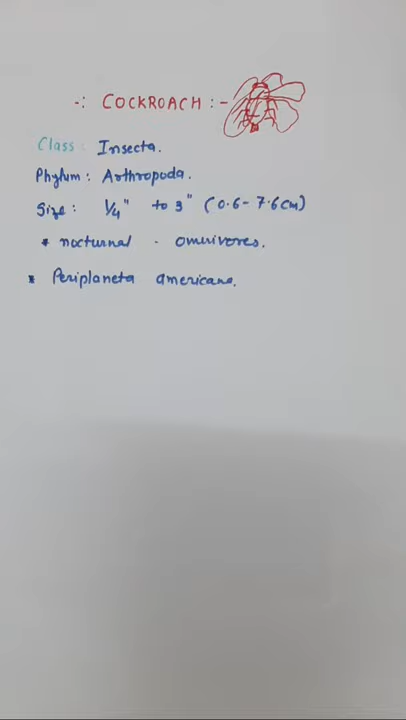 -: COCKROACH :-
Class: Insecta.
Phylum: Arthropoda.
Size: 1/4" to 3" (0.6 - 7.6 cm)
* nocturnal - omnivores.
* Periplaneta americana.